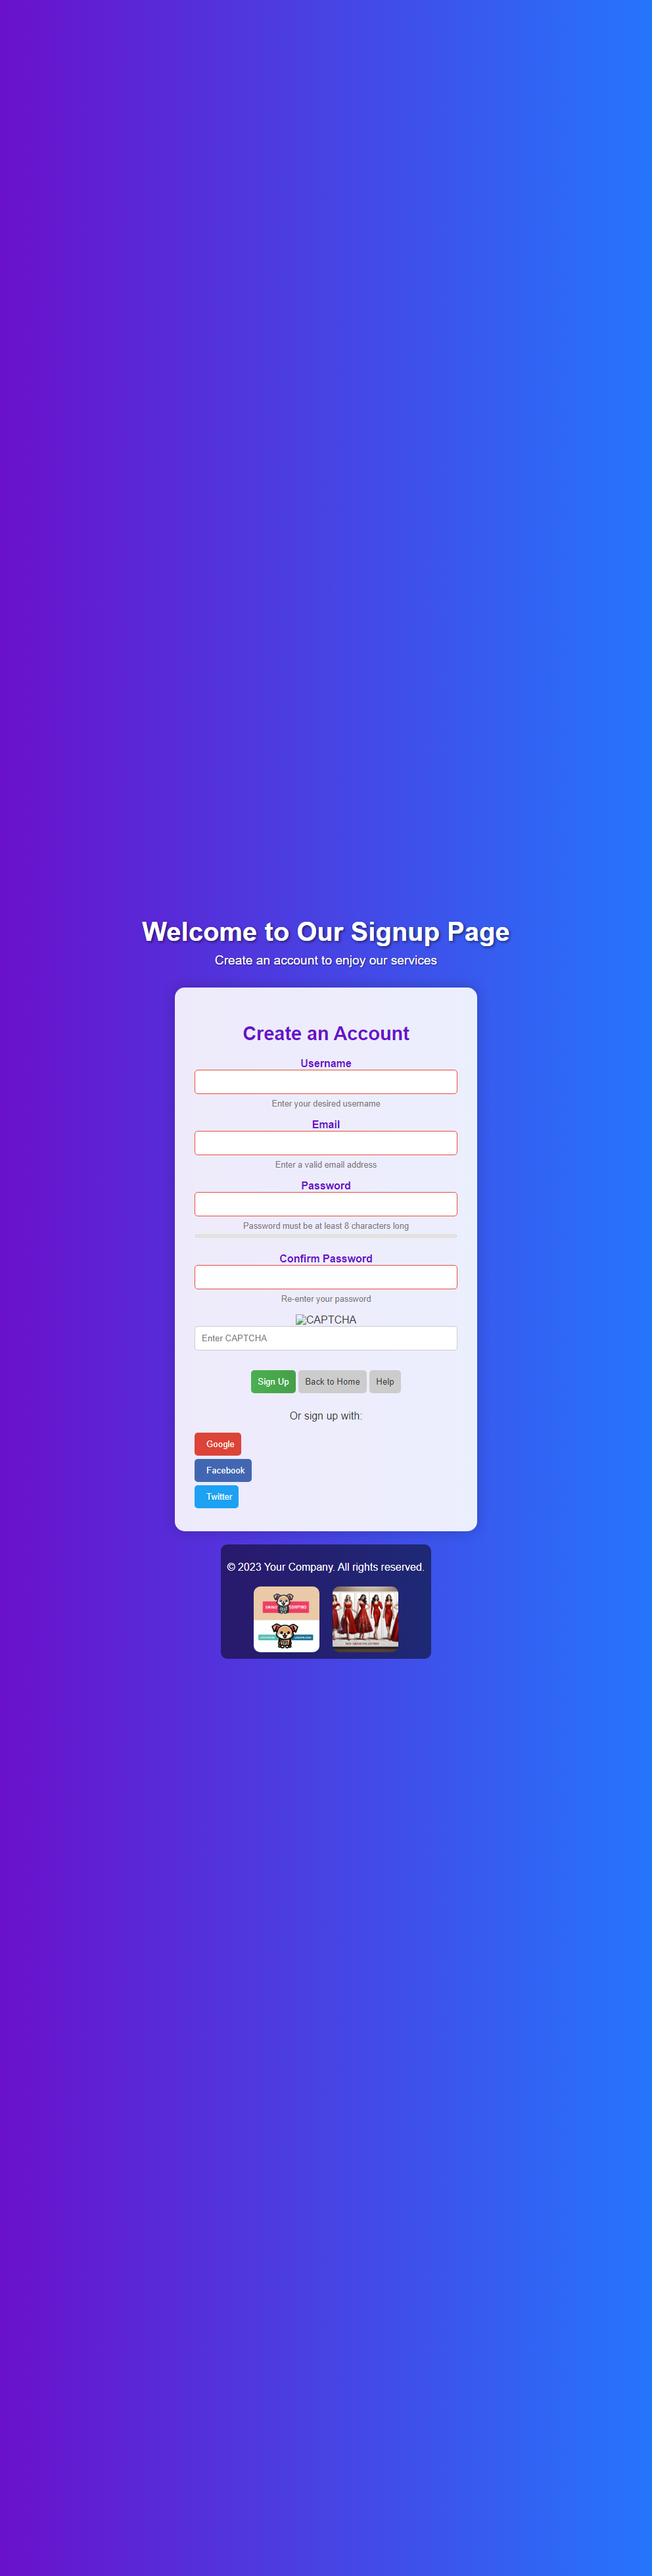 Welcome to Our Signup Page
Create an account to enjoy our services
Create an Account
Username
Enter your desired username
Email
Enter a valid email address
Password
Password must be at least 8 characters long
Confirm Password
Re-enter your password
CAPTCHA
Enter CAPTCHA
Sign Up Back to Home Help
Or sign up with:
Google
Facebook
Twitter
© 2023 Your Company. All rights reserved.